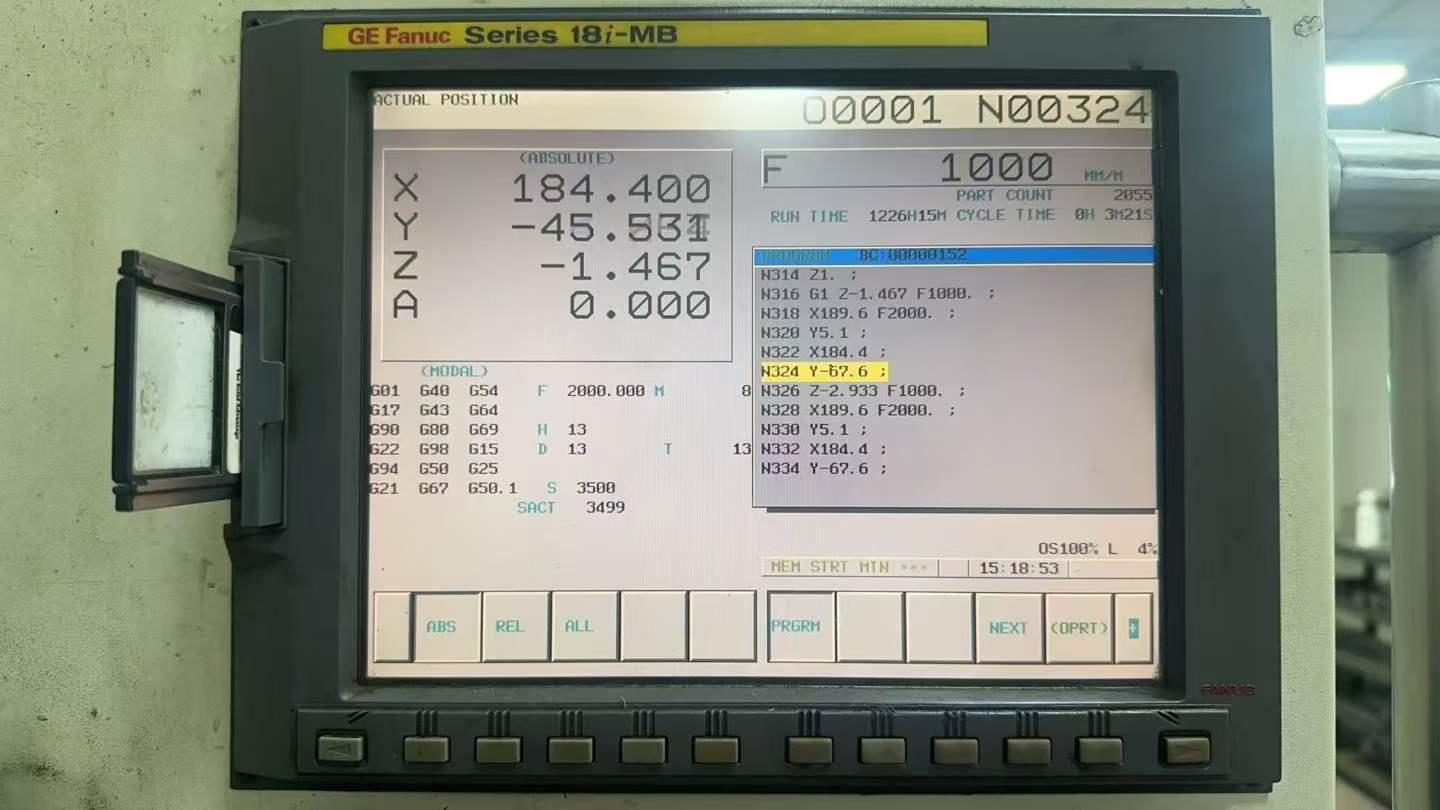 GE Fanuc Series 18i-MB
ACTUAL POSITION
O0001 N00324
(ABSOLUTE)
X 184.400
Y -45.531
Z -1.467
A 0.000
F 1000 MM/M
PART COUNT 2055
RUN TIME 1226H15M CYCLE TIME 0H 3M21S
PROGRAM BC:00000152
N314 Z1. ;
N316 G1 Z-1.467 F1000. ;
N318 X189.6 F2000. ;
N320 Y5.1 ;
N322 X184.4 ;
N324 Y-67.6 ;
N326 Z-2.933 F1000. ;
N328 X189.6 F2000. ;
N330 Y5.1 ;
N332 X184.4 ;
N334 Y-67.6 ;
(MODAL)
G01 G40 G54 F 2000.000 M 8
G17 G43 G64
G90 G80 G69 H 13
G22 G98 G15 D 13 T 13
G94 G50 G25
G21 G67 G50.1 S 3500
SACT 3499
OS100% L 4%
MEM STRT MTN *** 15:18:53
ABS REL ALL PRGRM NEXT (OPRT) +
FANUC